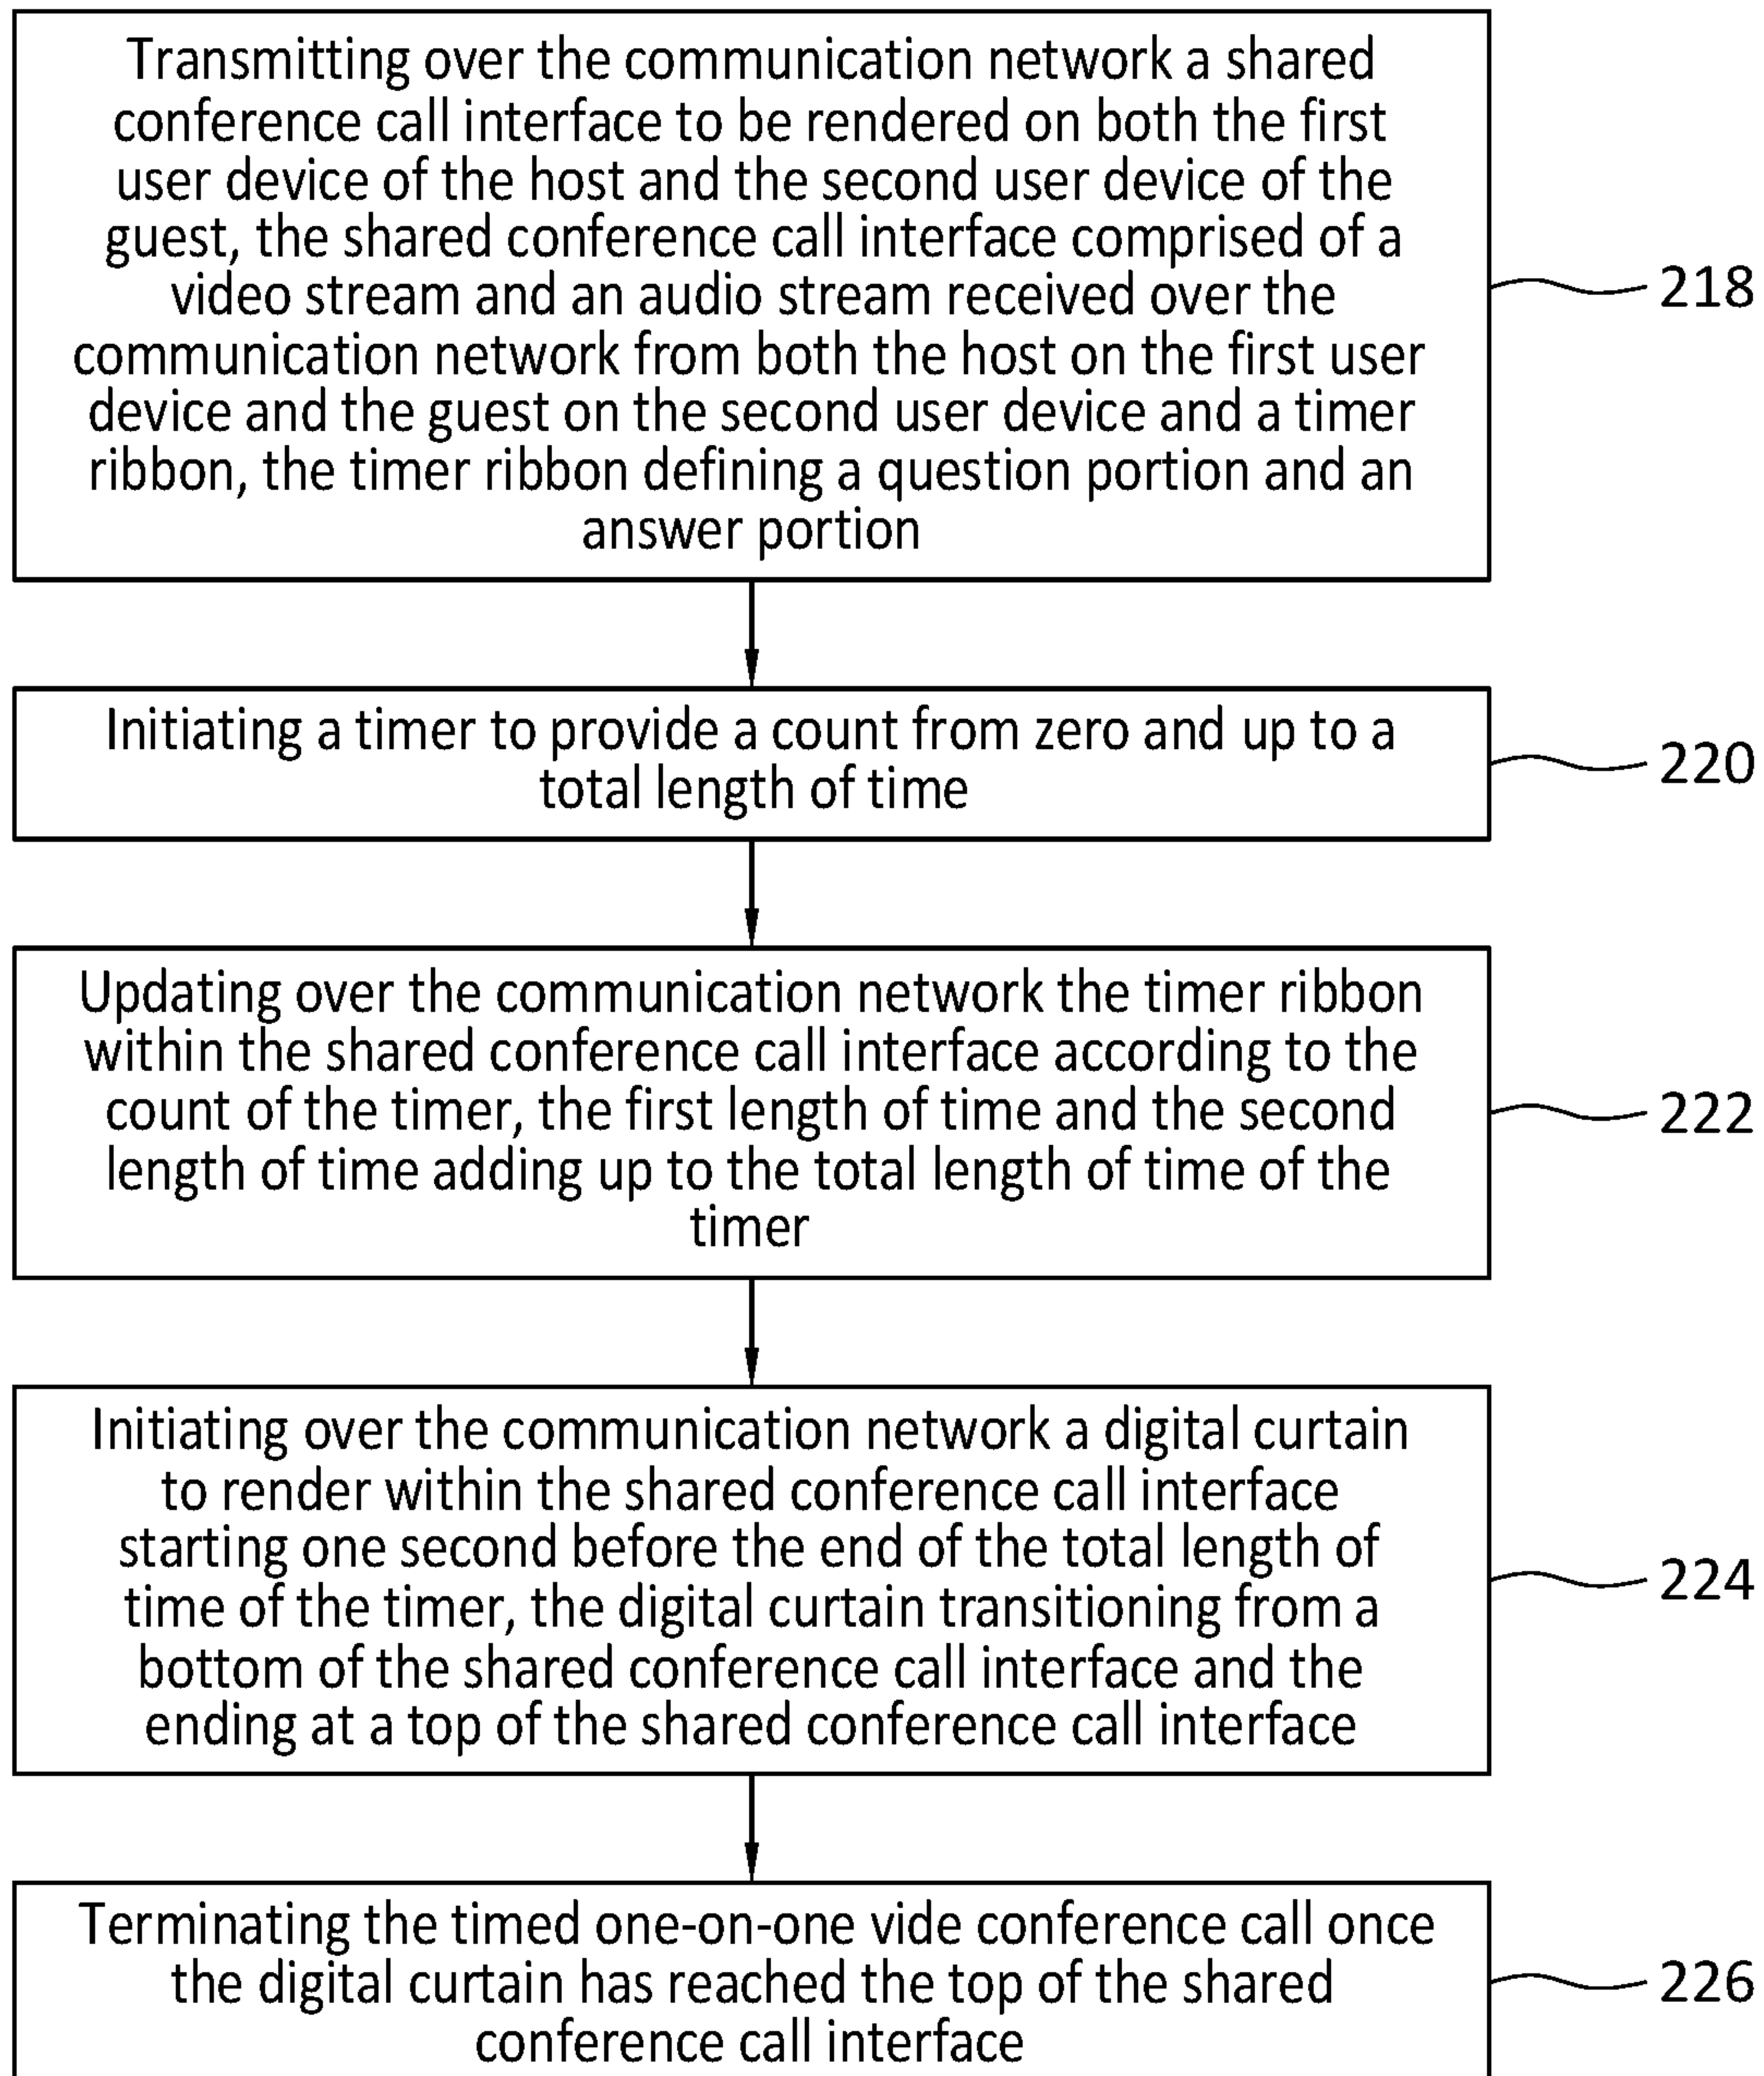 Transmitting over the communication network a shared
conference call interface to be rendered on both the first
user device of the host and the second user device of the
guest, the shared conference call interface comprised of a
video stream and an audio stream received over the
communication network from both the host on the first user
device and the guest on the second user device and a timer
ribbon, the timer ribbon defining a question portion and an
answer portion
218
Initiating a timer to provide a count from zero and up to a
total length of time
220
Updating over the communication network the timer ribbon
within the shared conference call interface according to the
count of the timer, the first length of time and the second
length of time adding up to the total length of time of the
timer
222
Initiating over the communication network a digital curtain
to render within the shared conference call interface
starting one second before the end of the total length of
time of the timer, the digital curtain transitioning from a
bottom of the shared conference call interface and the
ending at a top of the shared conference call interface
224
Terminating the timed one-on-one vide conference call once
the digital curtain has reached the top of the shared
conference call interface
226